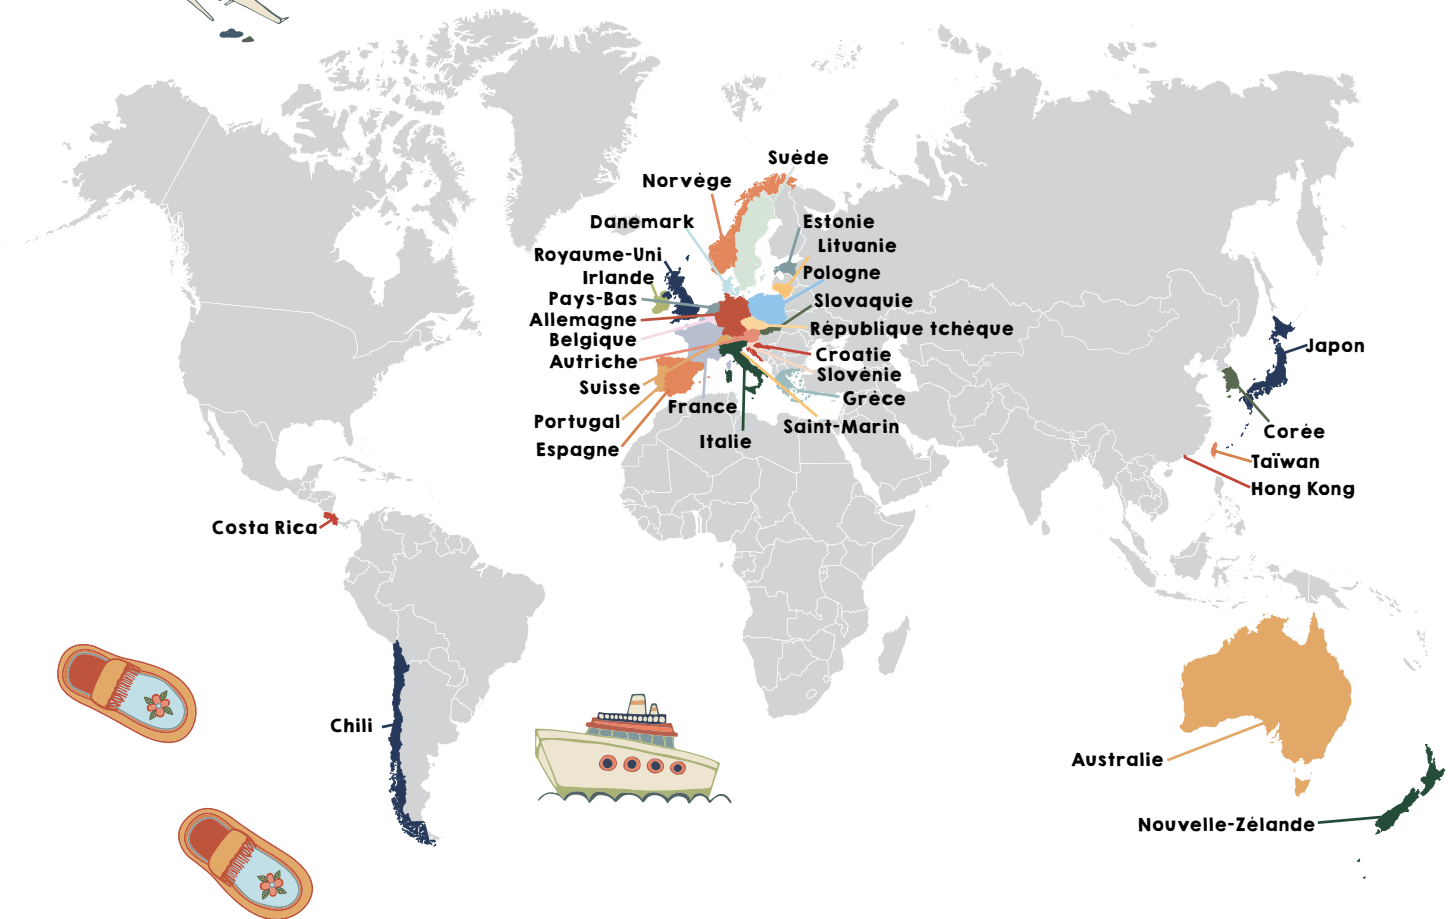 Suède
Norvège
Danemark
Estonie
Lituanie
Royaume-Uni
Pologne
Irlande
Pays-Bas
Slovaquie
Allemagne
République tchèque
Belgique
Croatie
Autriche
Slovénie
Suisse
Grèce
France
Portugal
Saint-Marin
Italie
Espagne
Japon
Corée
Taïwan
Hong Kong
Costa Rica
Chili
Australie
Nouvelle-Zélande